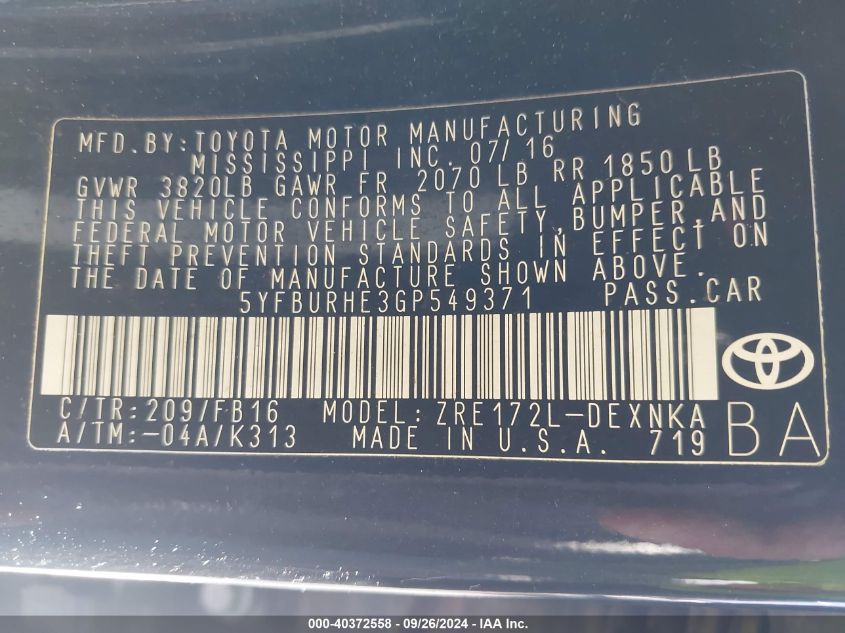 MFD. BY: TOYOTA MOTOR MANUFACTURING
MISSISSIPPI INC. 07/16
GVWR 3820LB GAWR FR 2070 LB RR 1850 LB
THIS VEHICLE CONFORMS TO ALL APPLICABLE
FEDERAL MOTOR VEHICLE SAFETY, BUMPER, AND
THEFT PREVENTION STANDARDS IN EFFECT ON
THE DATE OF MANUFACTURE SHOWN ABOVE.
5YFBURHE3GP549371 PASS. CAR
C/TR: 209/FB16 MODEL: ZRE172L-DEXNKA
A/TM: -04A/K313 MADE IN U.S.A. 719
BA
000-40372558 - 09/26/2024 - IAA Inc.